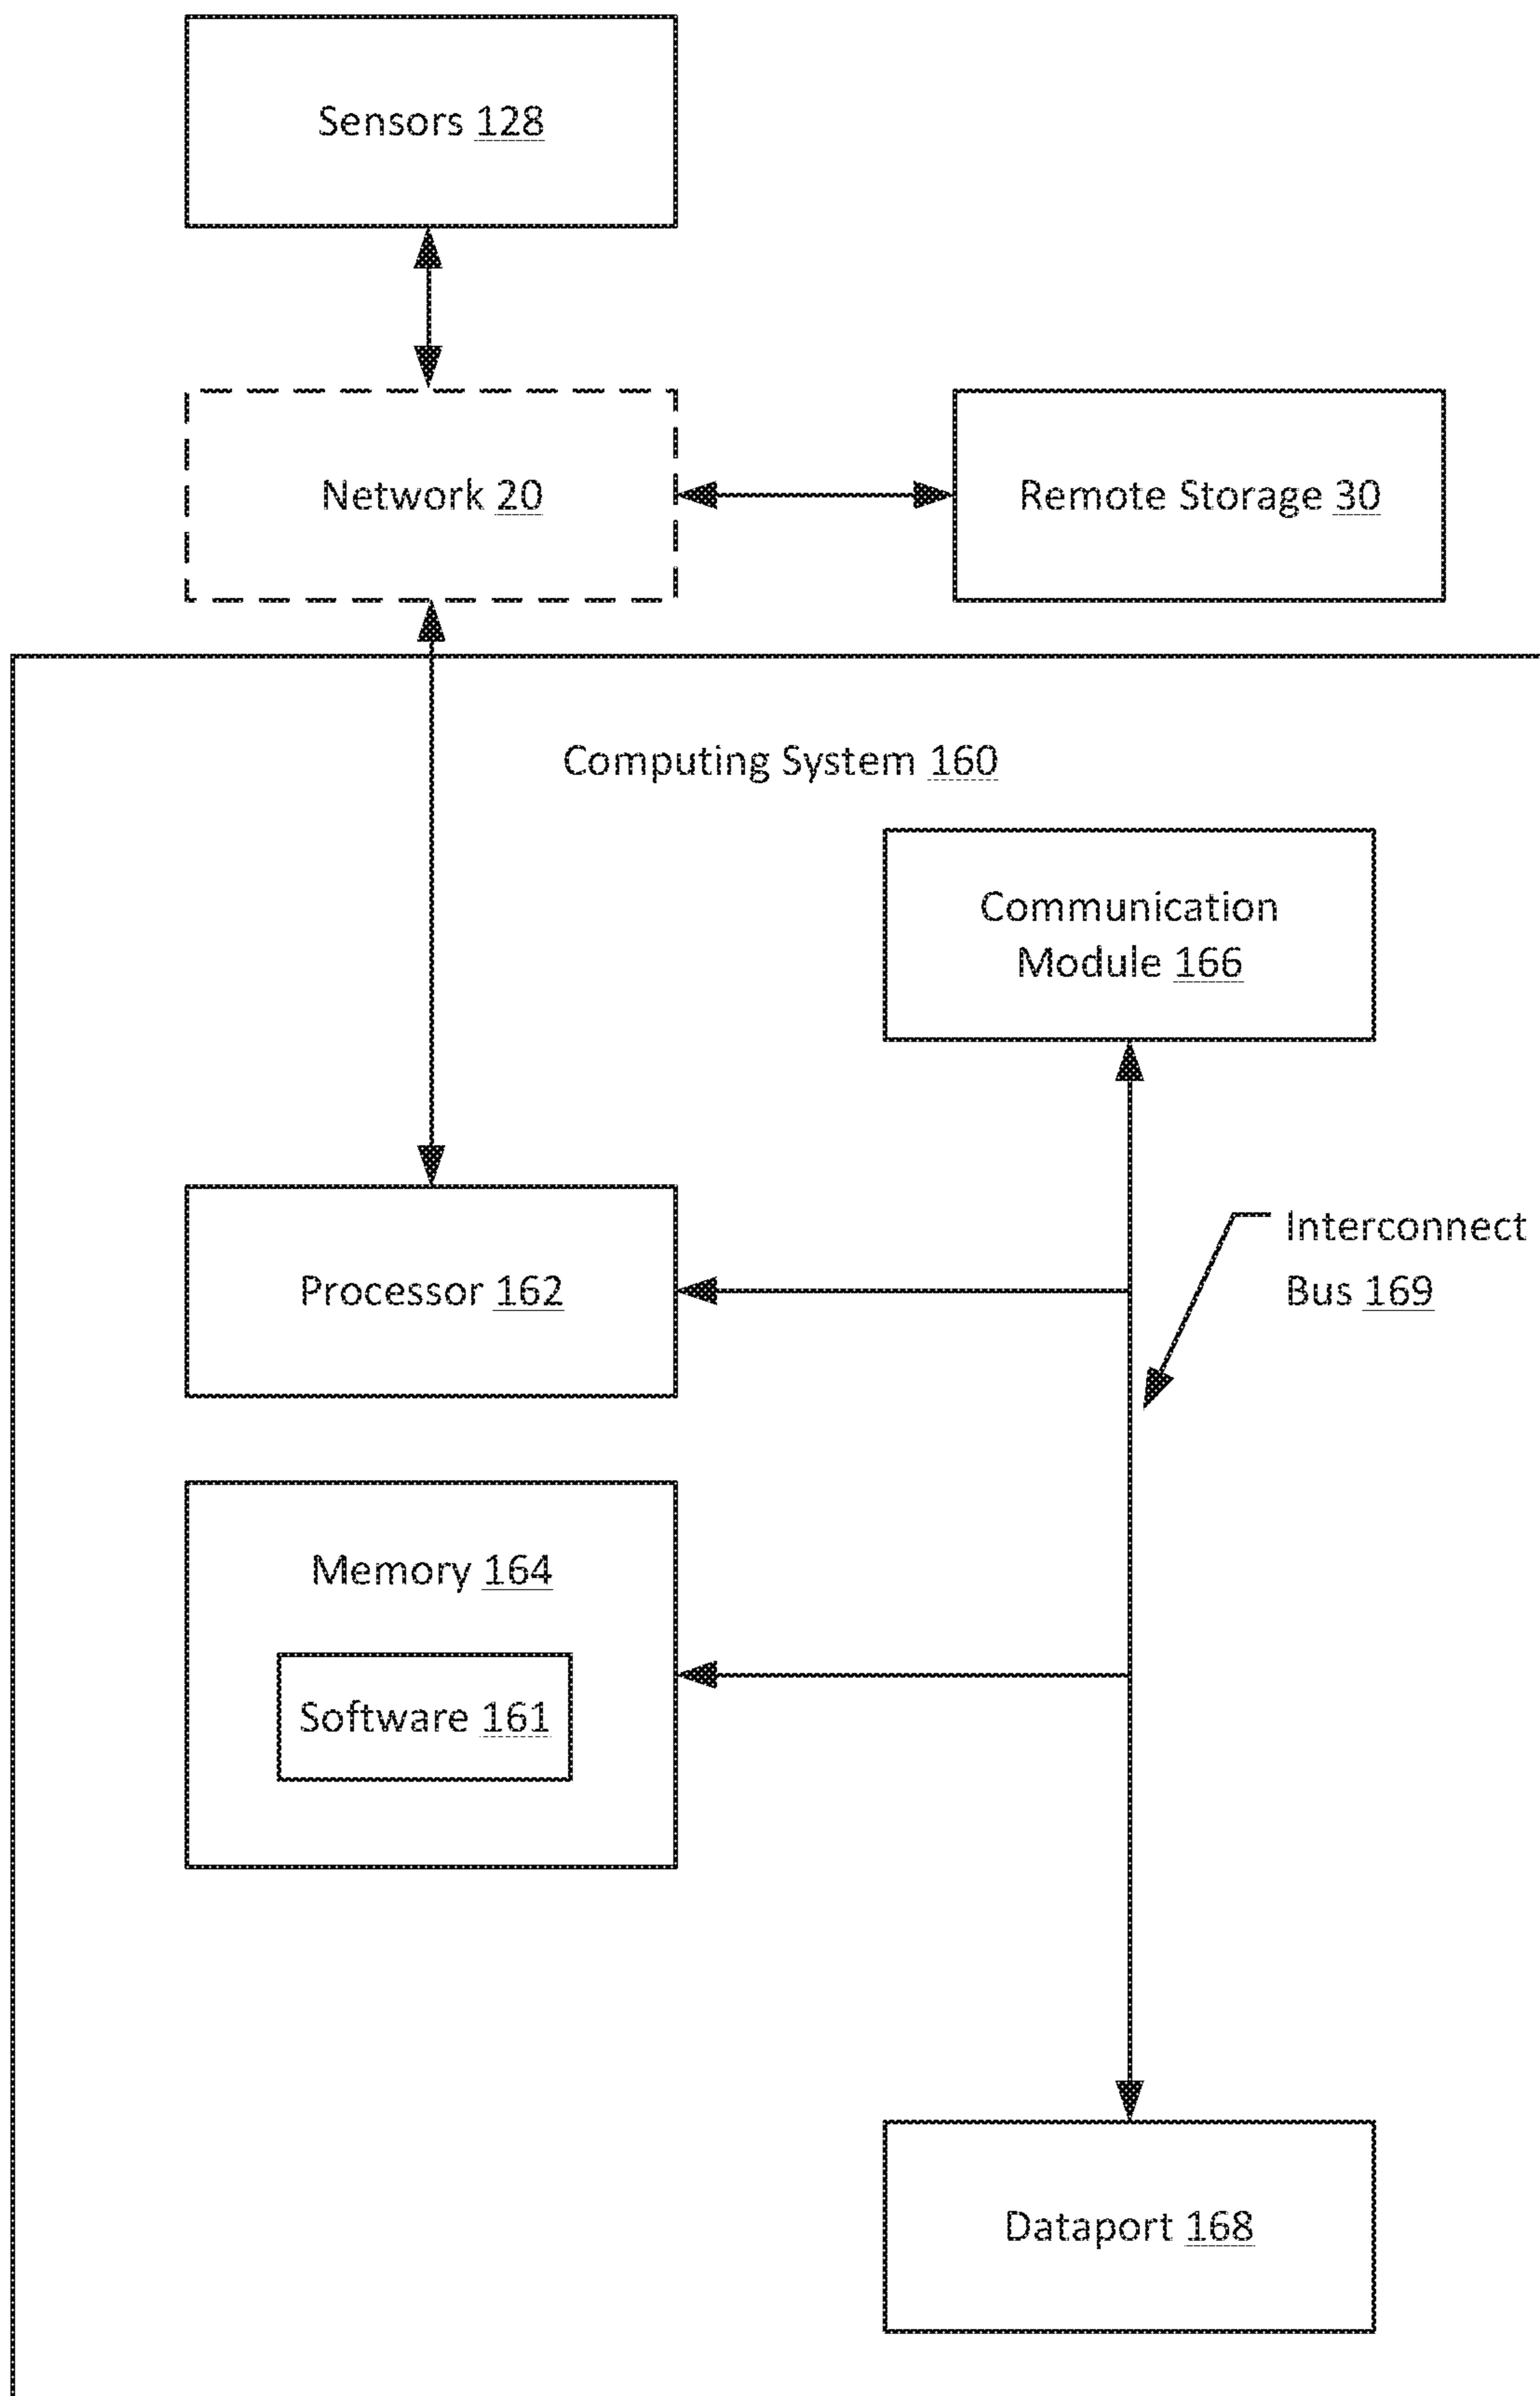 Sensors 128
Network 20
Remote Storage 30
Computing System 160
Communication
Module 166
Interconnect
Bus 169
Processor 162
Memory 164
Software 161
Dataport 168